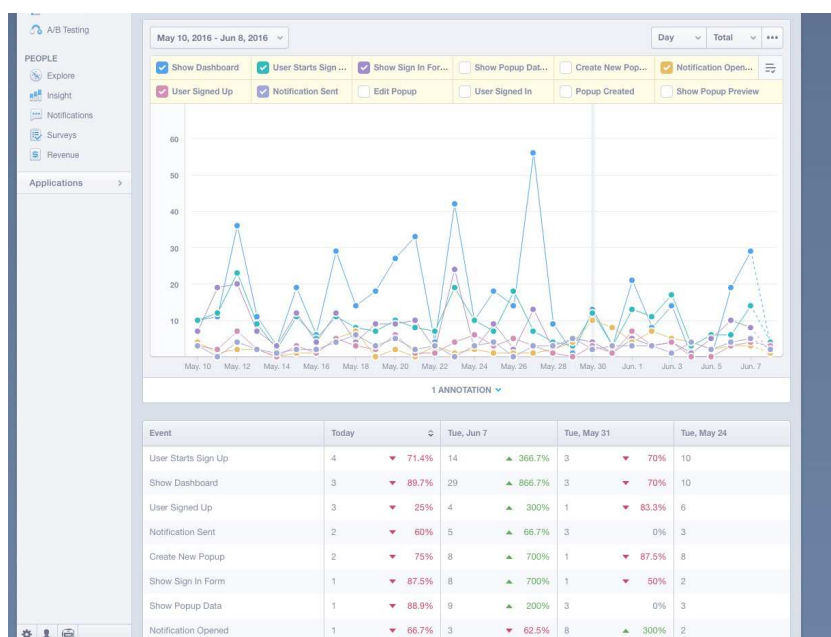 A/B Testing
PEOPLE
Explore
Insight
Notifications
Surveys
Revenue
Applications
May 10, 2016 - Jun 8, 2016
Day Total
Show Dashboard User Starts Sign ... Show Sign In For... Show Popup Dat... Create New Pop... Notification Open...
User Signed Up Notification Sent Edit Popup User Signed In Popup Created Show Popup Preview
60
50
40
30
20
10
May. 10 May. 12 May. 14 May. 16 May. 18 May. 20 May. 22 May. 24 May. 26 May. 28 May. 30 Jun. 1 Jun. 3 Jun. 5 Jun. 7
1 ANNOTATION
Event Today Tue, Jun 7 Tue, May 31 Tue, May 24
User Starts Sign Up 4 ▼ 71.4% 14 ▲ 366.7% 3 ▼ 70% 10
Show Dashboard 3 ▼ 89.7% 29 ▲ 866.7% 3 ▼ 70% 10
User Signed Up 3 ▼ 25% 4 ▲ 300% 1 ▼ 83.3% 6
Notification Sent 2 ▼ 60% 5 ▲ 66.7% 3 0% 3
Create New Popup 2 ▼ 75% 8 ▲ 700% 1 ▼ 87.5% 8
Show Sign In Form 1 ▼ 87.5% 8 ▲ 700% 1 ▼ 50% 2
Show Popup Data 1 ▼ 88.9% 9 ▲ 200% 3 0% 3
Notification Opened 1 ▼ 66.7% 3 ▼ 62.5% 8 ▲ 300% 2